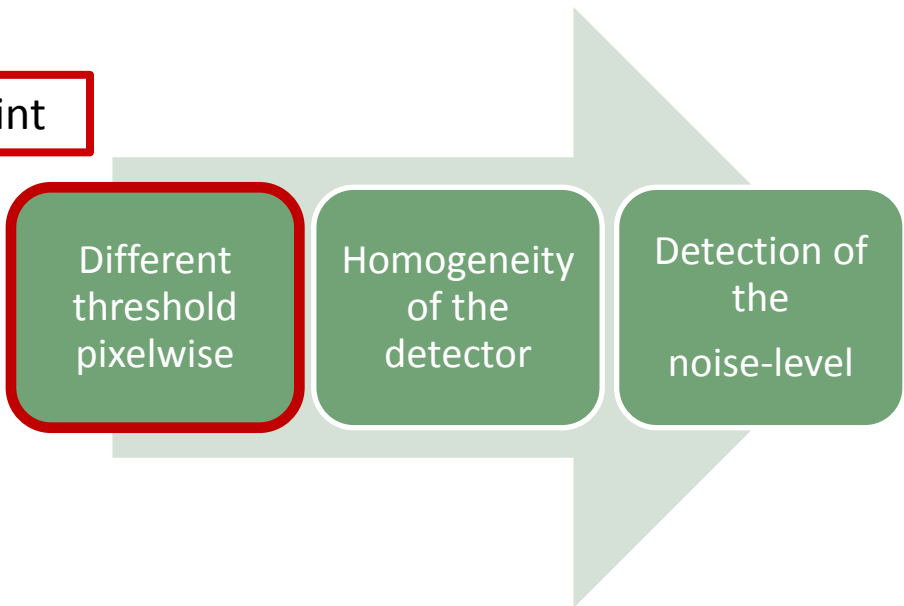 int
Different
threshold
pixelwise
Homogeneity
of the
detector
Detection of
the
noise-level